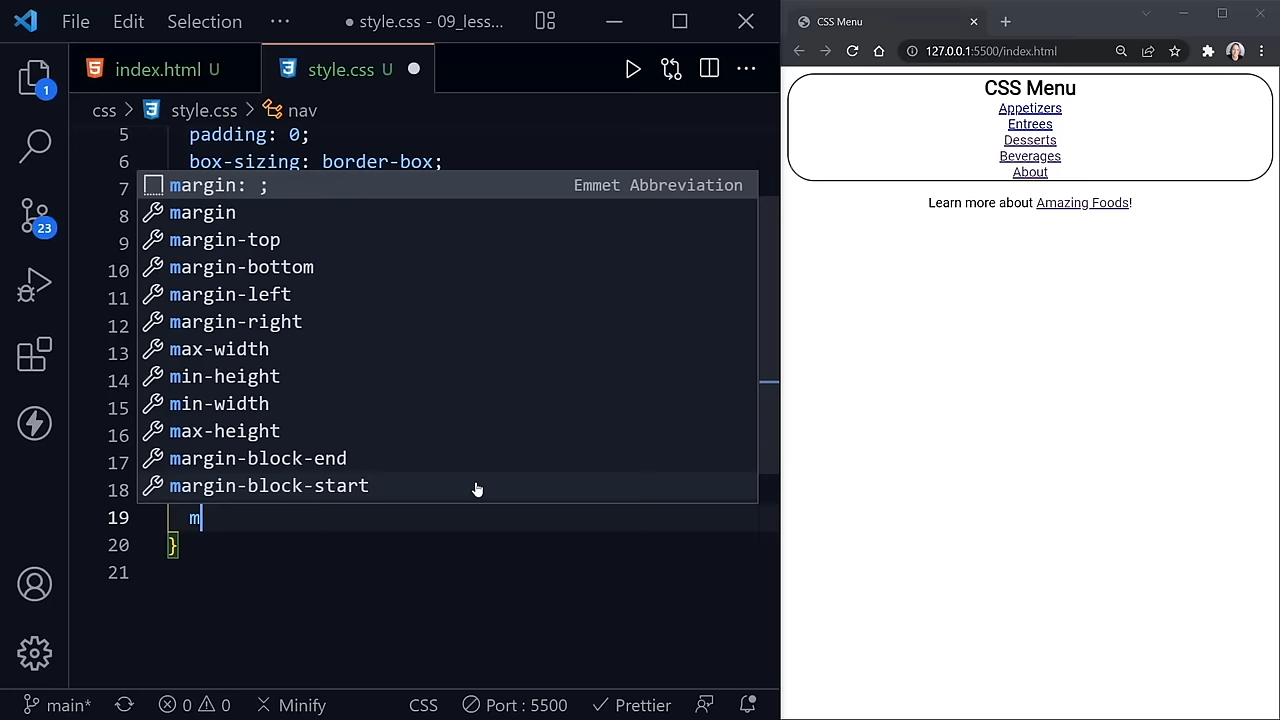 File Edit Selection ··· ● style.css - 09_less...
index.html U style.css U ●
css > style.css > nav
5 padding: 0;
6 box-sizing: border-box;
7 margin: ; Emmet Abbreviation
8 margin
9 margin-top
10 margin-bottom
11 margin-left
12 margin-right
13 max-width
14 min-height
15 min-width
16 max-height
17 margin-block-end
18 margin-block-start
19 m
20 }
21
1
23
main* 0 0 Minify CSS Port : 5500 Prettier
CSS Menu
127.0.0.1:5500/index.html
CSS Menu
Appetizers
Entrees
Desserts
Beverages
About
Learn more about Amazing Foods!